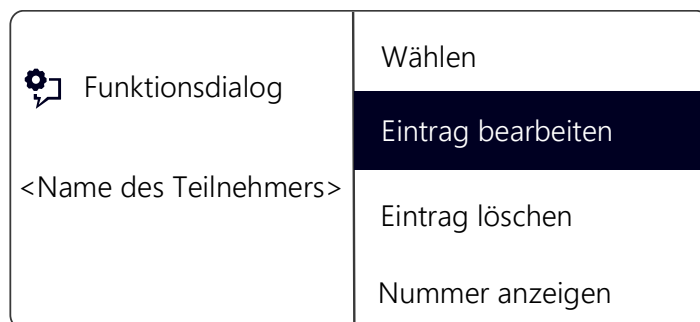 Funktionsdialog
<Name des Teilnehmers>
Wählen
Eintrag bearbeiten
Eintrag löschen
Nummer anzeigen